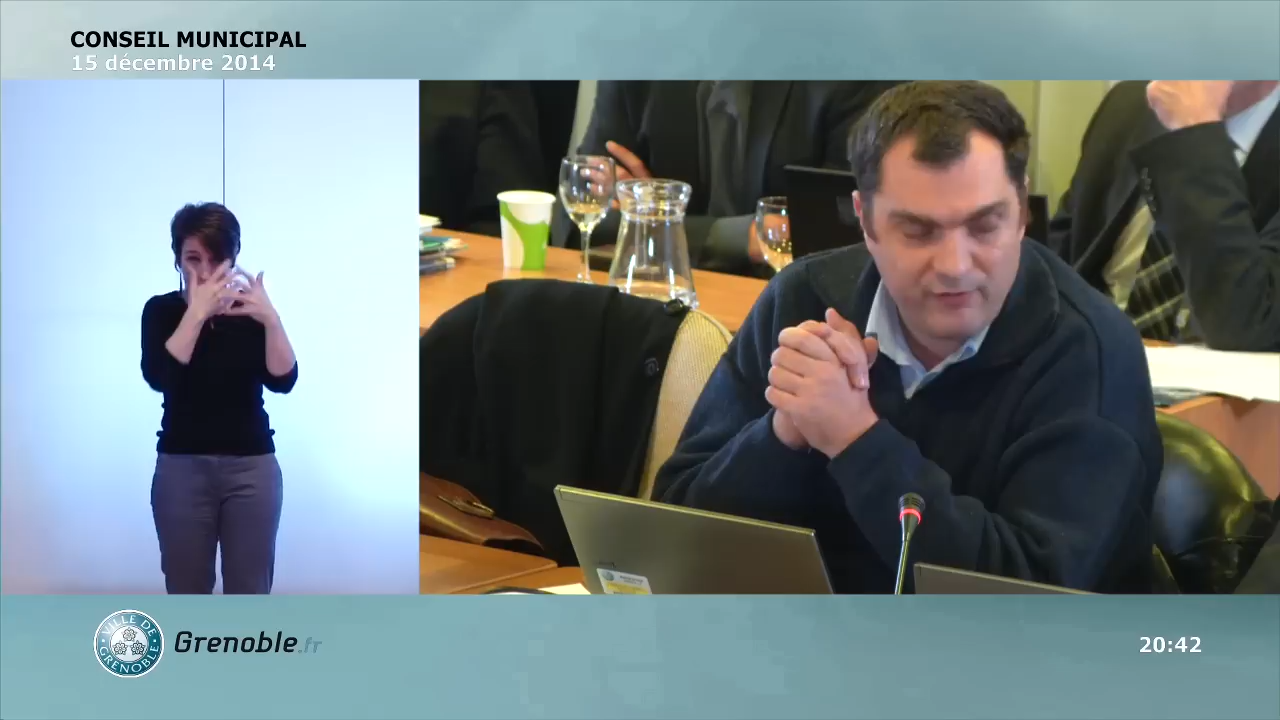 CONSEIL MUNICIPAL
15 décembre 2014
VILLE DE
GRENOBLE
Grenoble.fr
20:42